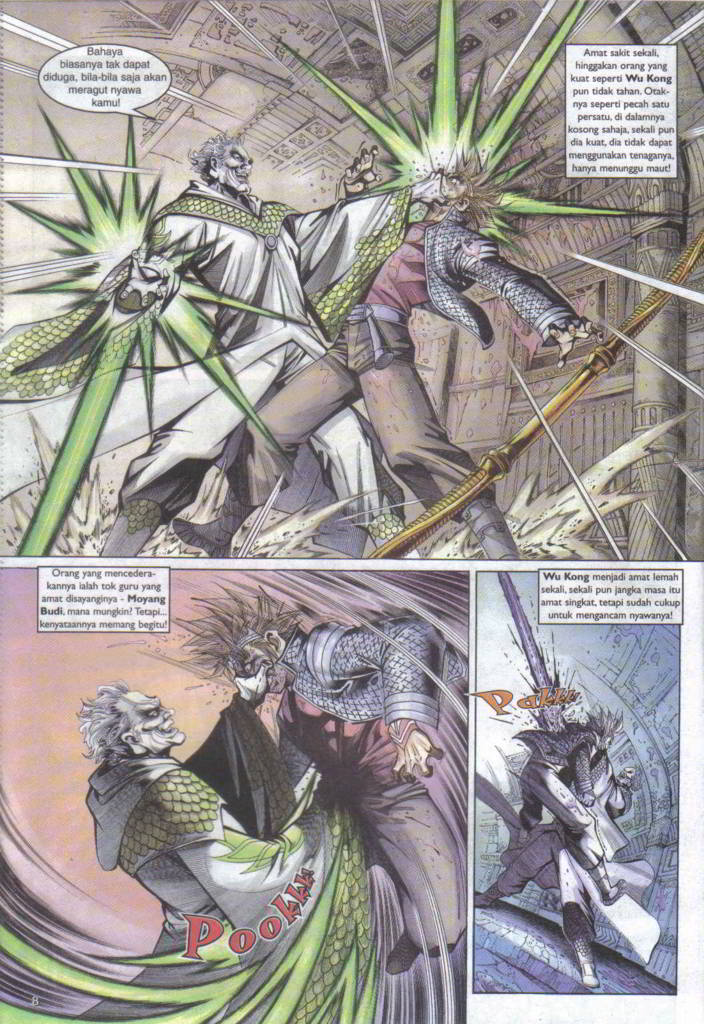 Bahaya
biasanya tak dapat
diduga, bila-bila saja akan
meragut nyawa
kamu!
Amat sakit sekali,
hinggakan orang yang
kuat seperti Wu Kong
pun tidak tahan. Otak-
nya seperti pecah satu
persatu, di dalamnya
kosong sahaja, sekali pun
dia kuat, dia tidak dapat
menggunakan tenaganya,
hanya menunggu maut!
Orang yang mencedera-
kannya ialah tok guru yang
amat disayanginya - Moyang
Budi, mana mungkin? Tetapi...
kenyataannya memang begitu!
Pookkk!
Wu Kong menjadi amat lemah
sekali, sekali pun jangka masa itu
amat singkat, tetapi sudah cukup
untuk mengancam nyawanya!
Pakkk!
8